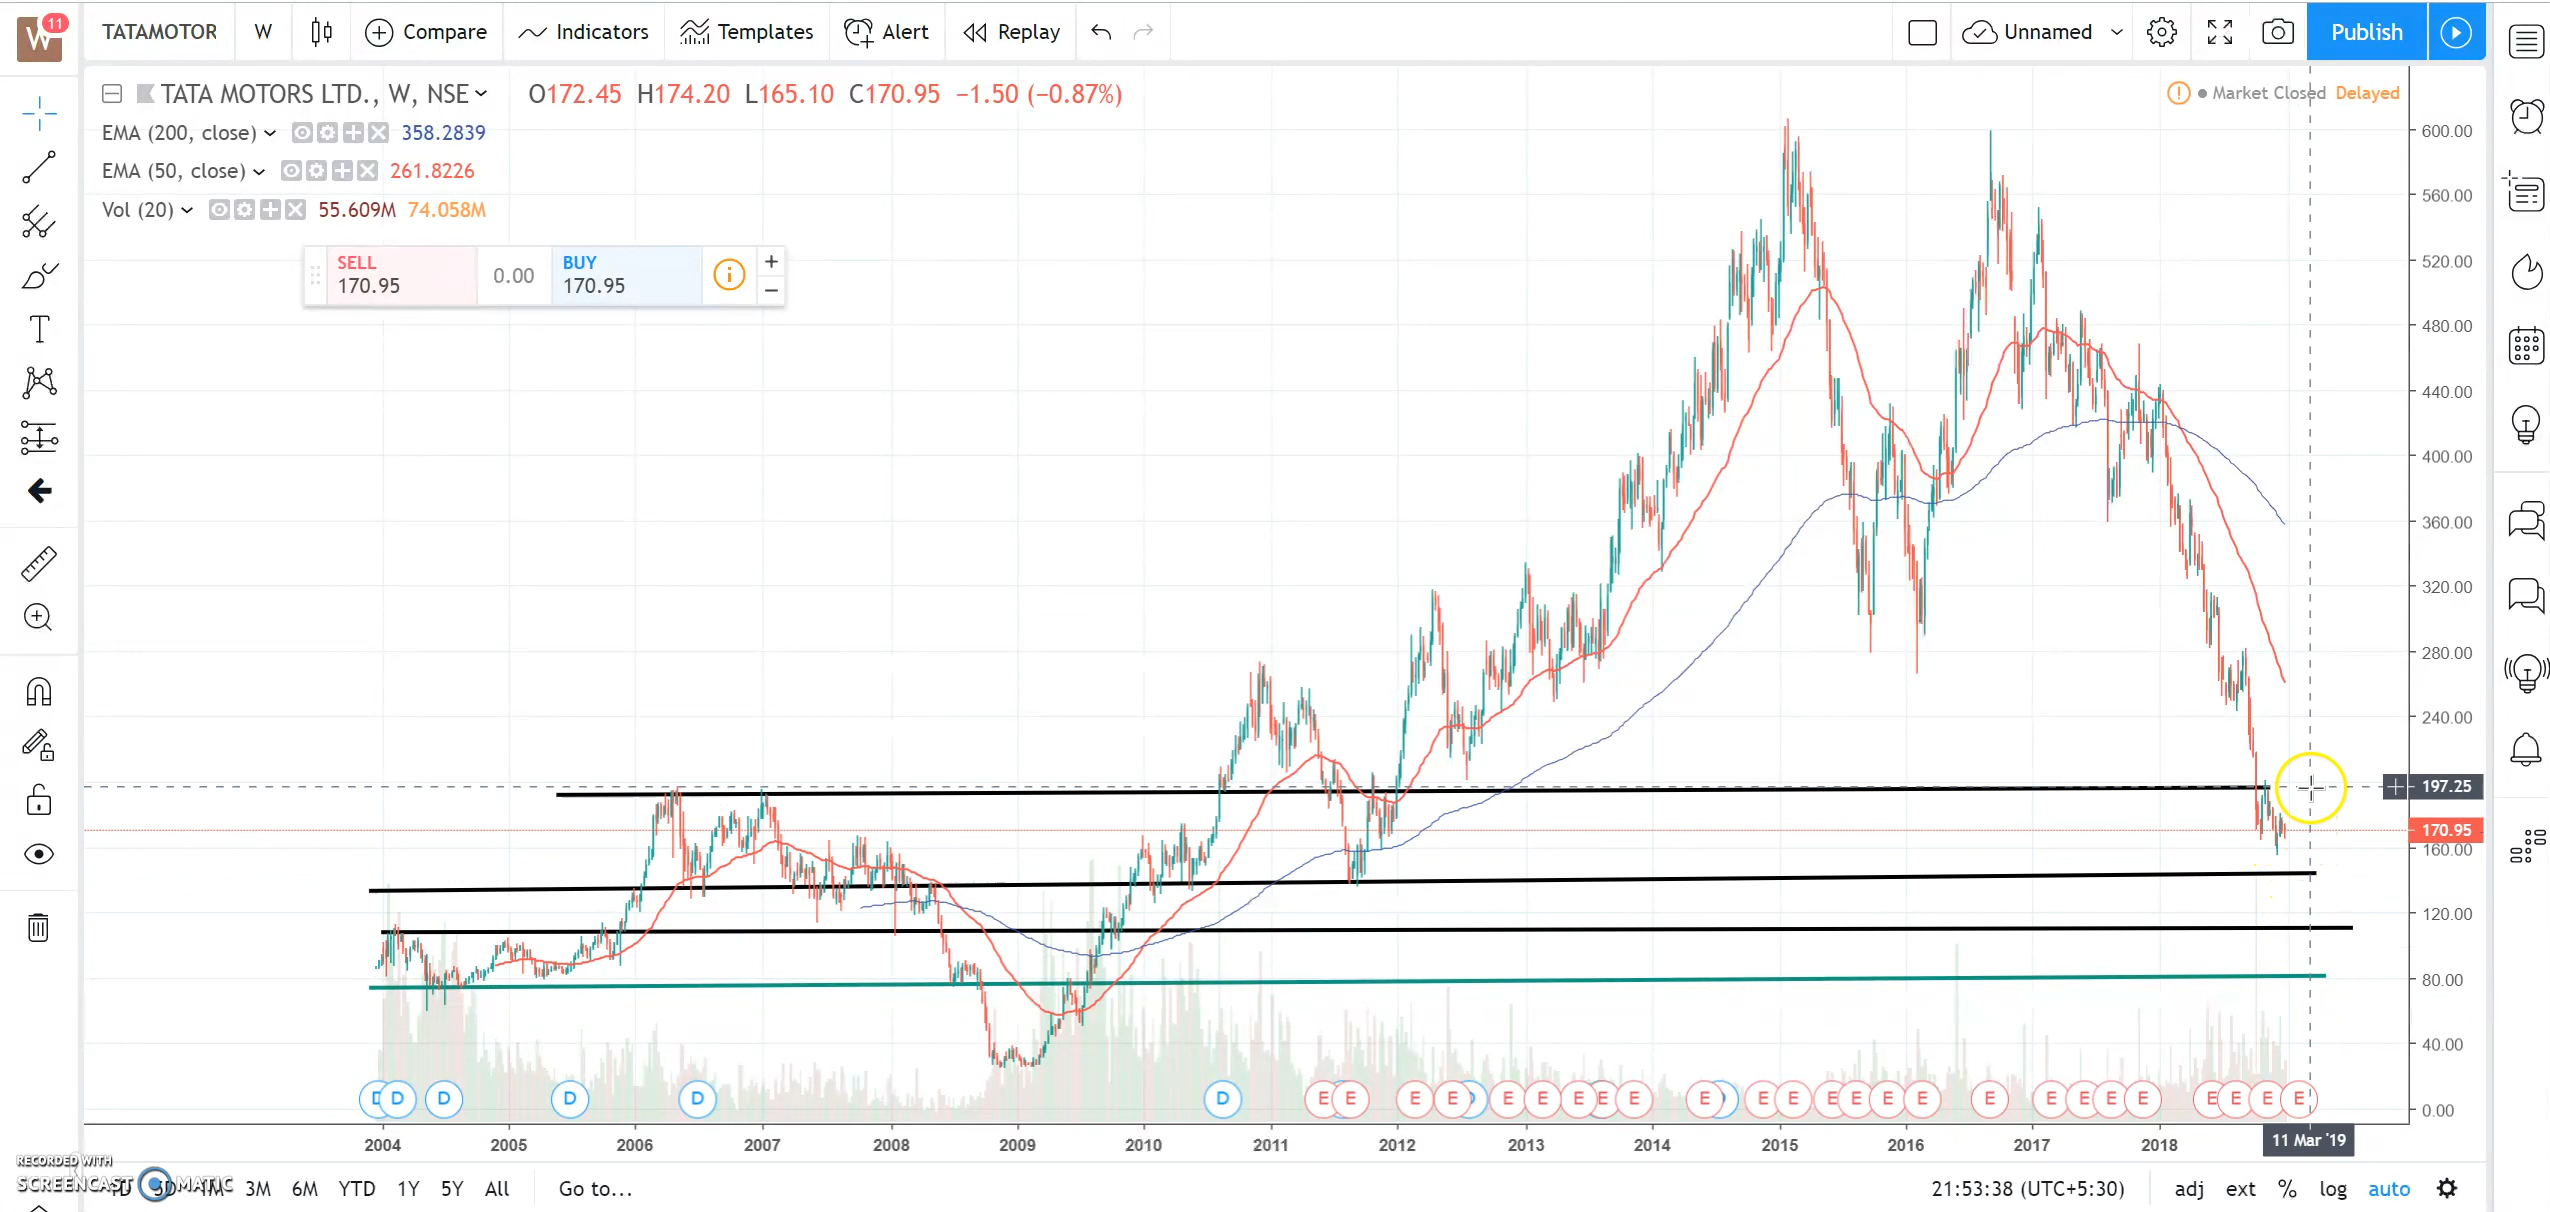 W 11 TATAMOTOR W Compare Indicators Templates Alert Replay Unnamed Publish
TATA MOTORS LTD., W, NSE O172.45 H174.20 L165.10 C170.95 −1.50 (−0.87%) Market Closed Delayed
EMA (200, close) 358.2839
EMA (50, close) 261.8226
Vol (20) 55.609M 74.058M
SELL
170.95
0.00
BUY
170.95
600.00
560.00
520.00
480.00
440.00
400.00
360.00
320.00
280.00
240.00
197.25
170.95
160.00
120.00
80.00
40.00
0.00
D D D D D E E E E E E E E E E E E E E E E E E E E E E E E
2004 2005 2006 2007 2008 2009 2010 2011 2012 2013 2014 2015 2016 2017 2018 11 Mar '19
RECORDED WITH
SCREENCAST MATIC
1D 5D 1M 3M 6M YTD 1Y 5Y All Go to... 21:53:38 (UTC+5:30) adj ext % log auto